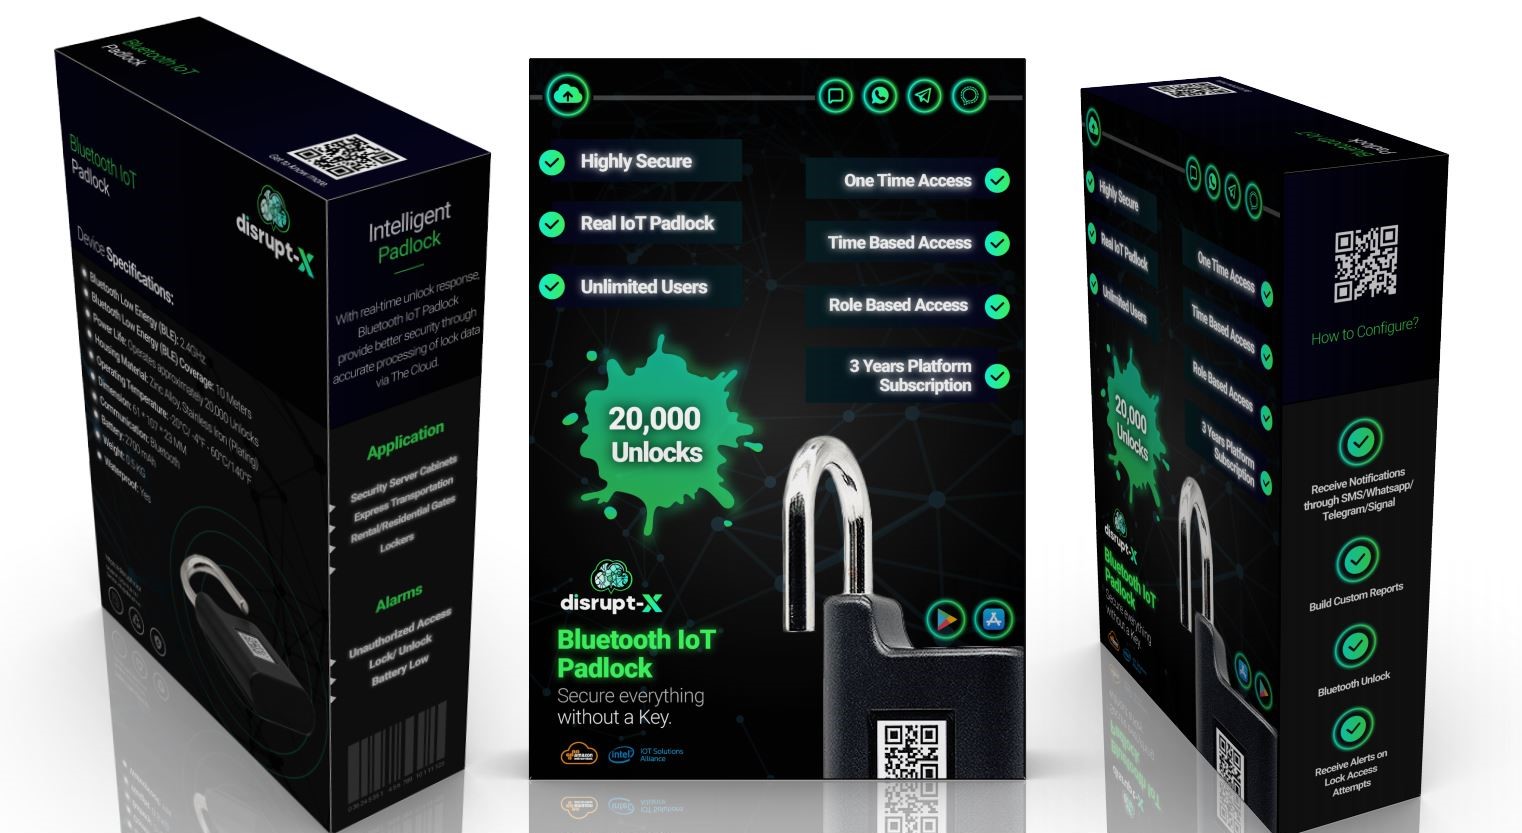 Bluetooth IoT
Padlock
Get to know more
Bluetooth IoT
Padlock
disrupt-X
Device Specifications:
Bluetooth Low Energy (BLE): 2.4GHz
Bluetooth Low Energy (BLE) Coverage: 10 Meters
Power Life: Operates approximately 20,000 Unlocks
Housing Material: Zinc Alloy, Stainless Iron (Plating)
Operating Temperature: -20°C/ -4°F - 60°C/140°F
Dimension: 61 * 107 * 23 MM
Communication: Bluetooth
Battery: 2700 mAh
Weight: 0.5 KG
Waterproof: Yes
Intelligent
Padlock
With real-time unlock response,
Bluetooth IoT Padlock
provide better security through
accurate processing of lock data
via The Cloud.
Application
Security Server Cabinets
Express Transportation
Rental/Residential Gates
Lockers
Alarms
Unauthorized Access
Lock/ Unlock
Battery Low
Highly Secure
Real IoT Padlock
Unlimited Users
One Time Access
Time Based Access
Role Based Access
3 Years Platform
Subscription
20,000
Unlocks
disrupt-X
Bluetooth IoT
Padlock
Secure everything
without a Key.
amazon
intel
IOT Solutions
Alliance
Bluetooth IoT
Padlock
Highly Secure
Real IoT Padlock
Unlimited Users
One Time Access
Time Based Access
Role Based Access
3 Years Platform
Subscription
20,000
Unlocks
disrupt-X
Bluetooth IoT
Padlock
Secure everything
without a Key.
How to Configure?
Receive Notifications
through SMS/Whatsapp/
Telegram/Signal
Build Custom Reports
Bluetooth Unlock
Receive Alerts on
Lock Access
Attempts